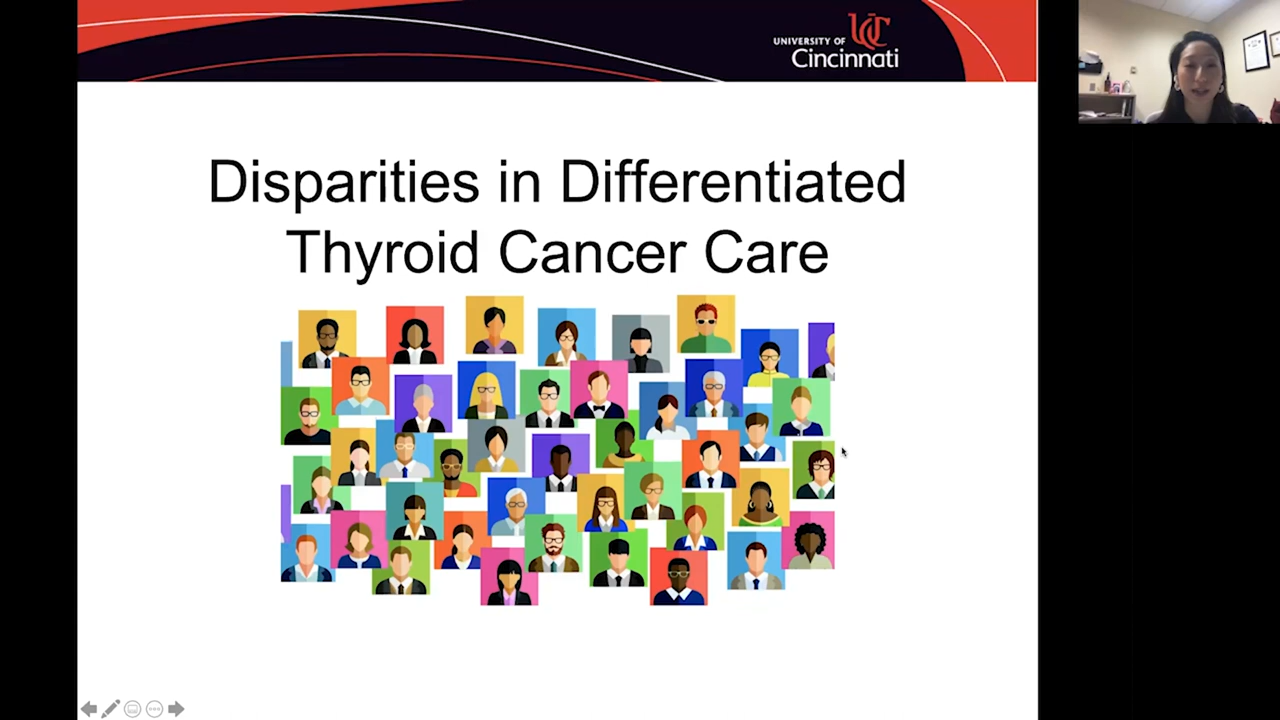 UNIVERSITY OF
Cincinnati
Disparities in Differentiated
Thyroid Cancer Care